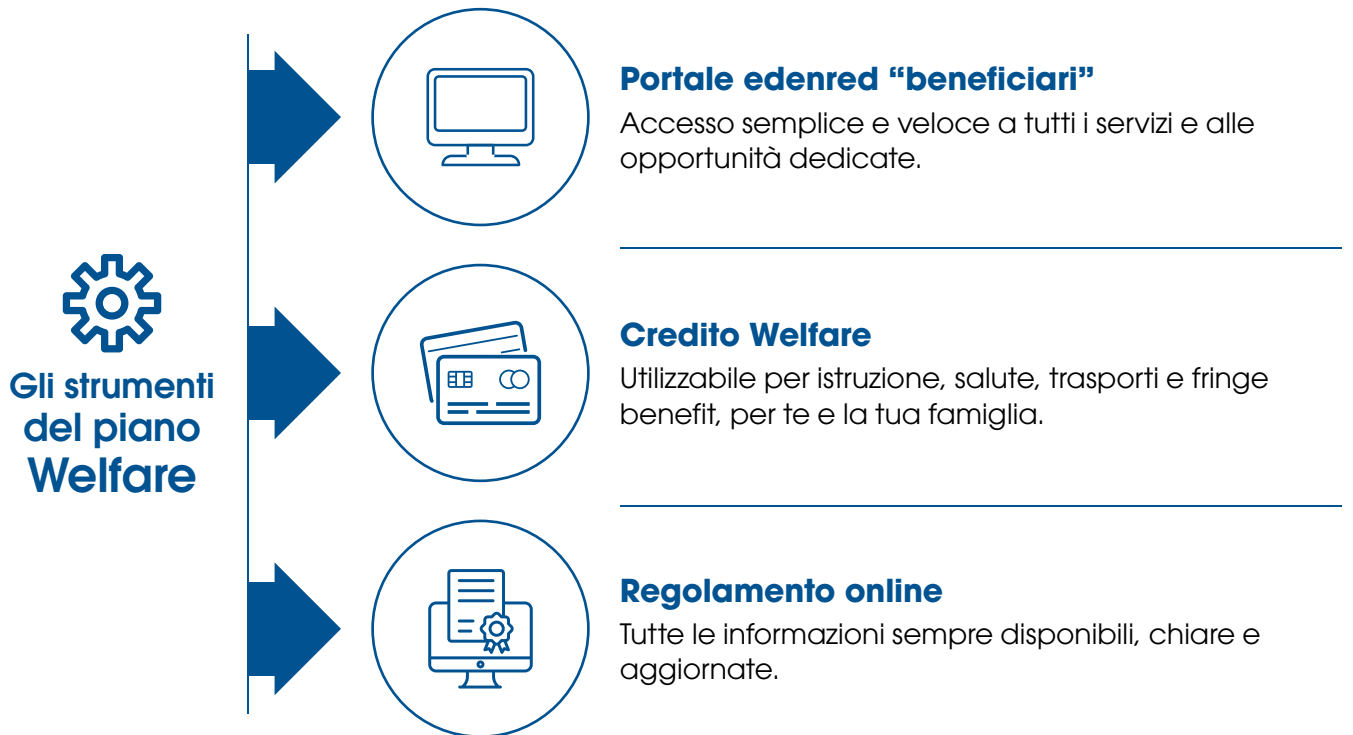 Gli strumenti
del piano
Welfare
Portale edenred “beneficiari”
Accesso semplice e veloce a tutti i servizi e alle
opportunità dedicate.
Credito Welfare
Utilizzabile per istruzione, salute, trasporti e fringe
benefit, per te e la tua famiglia.
Regolamento online
Tutte le informazioni sempre disponibili, chiare e
aggiornate.